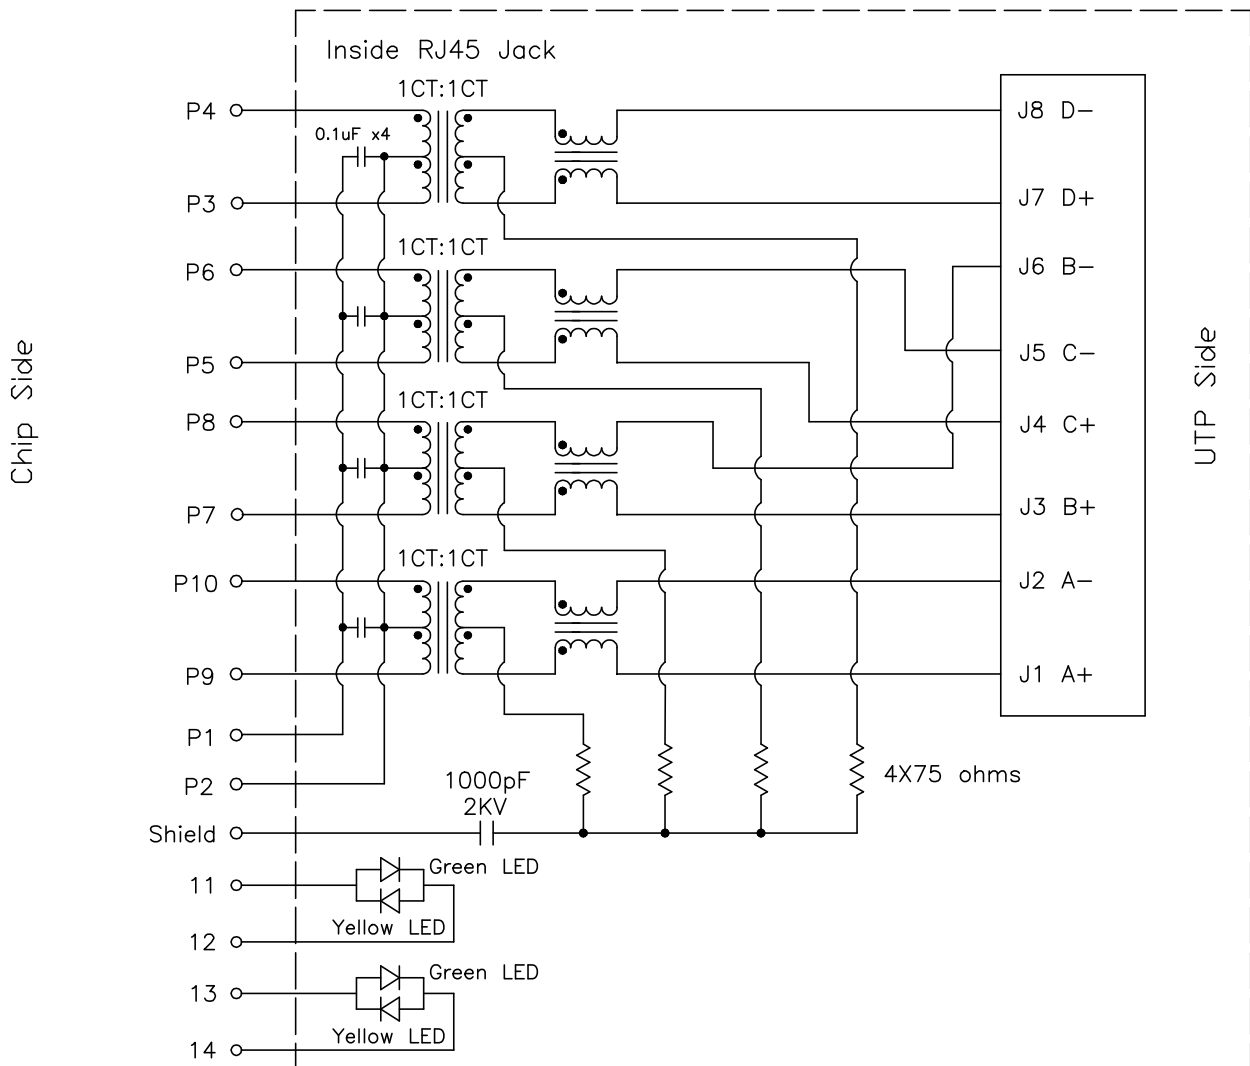 Inside RJ45 Jack
1CT:1CT
P4
J8 D-
0.1uF x4
P3
J7 D+
1CT:1CT
P6
J6 B-
J5 C-
P5
1CT:1CT
P8
J4 C+
P7
J3 B+
1CT:1CT
P10
J2 A-
P9
J1 A+
P1
P2
1000pF
2KV
4X75 ohms
Shield
Green LED
11
Yellow LED
12
Green LED
13
Yellow LED
14
Chip Side
UTP Side